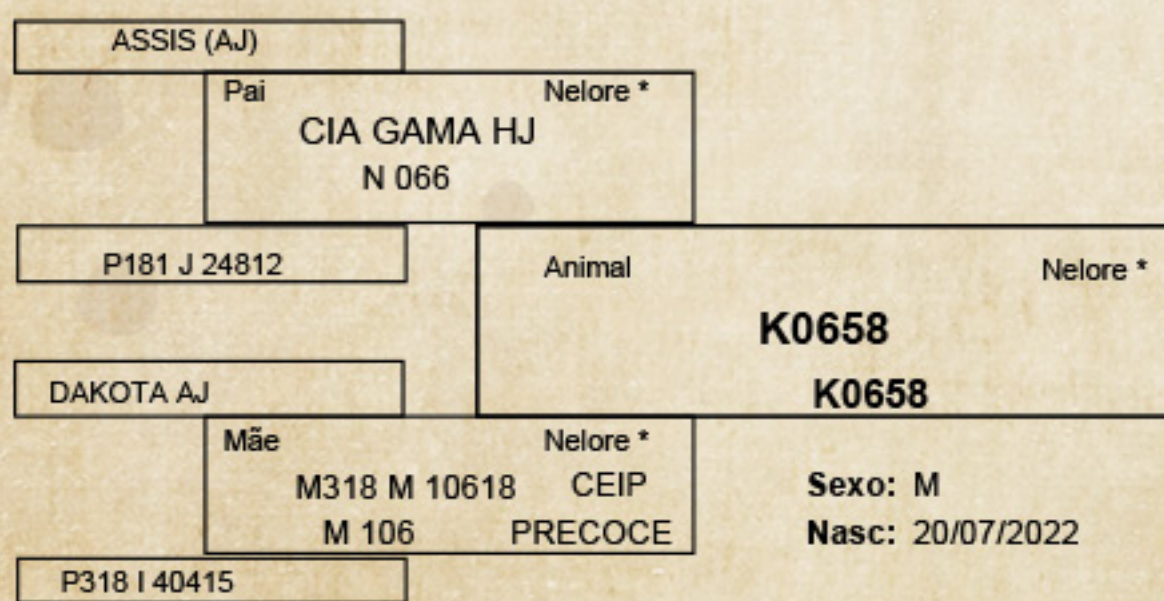 ASSIS (AJ)
Pai Nelore *
CIA GAMA HJ
N 066
P181 J 24812
Animal Nelore *
K0658
K0658
DAKOTA AJ
Mãe Nelore *
M318 M 10618 CEIP
M 106 PRECOCE
Sexo: M
Nasc: 20/07/2022
P318 I 40415